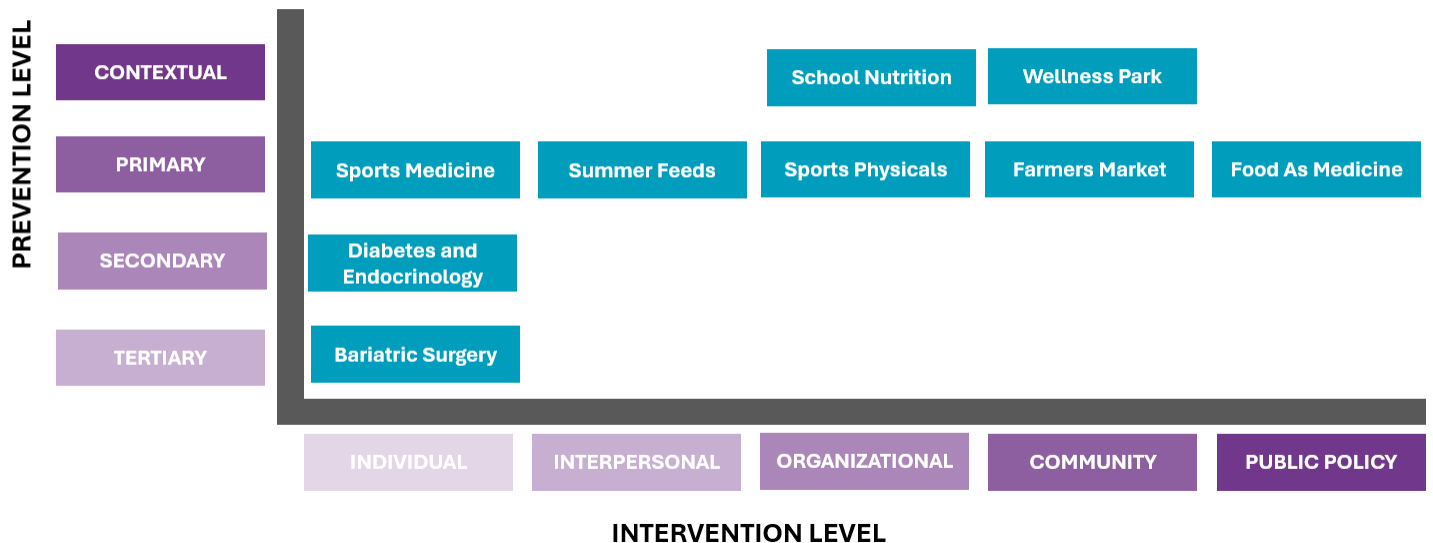 PREVENTION LEVEL
CONTEXTUAL
School Nutrition
Wellness Park
PRIMARY
Sports Medicine
Summer Feeds
Sports Physicals
Farmers Market
Food As Medicine
SECONDARY
Diabetes and
Endocrinology
TERTIARY
Bariatric Surgery
INDIVIDUAL
INTERPERSONAL
ORGANIZATIONAL
COMMUNITY
PUBLIC POLICY
INTERVENTION LEVEL